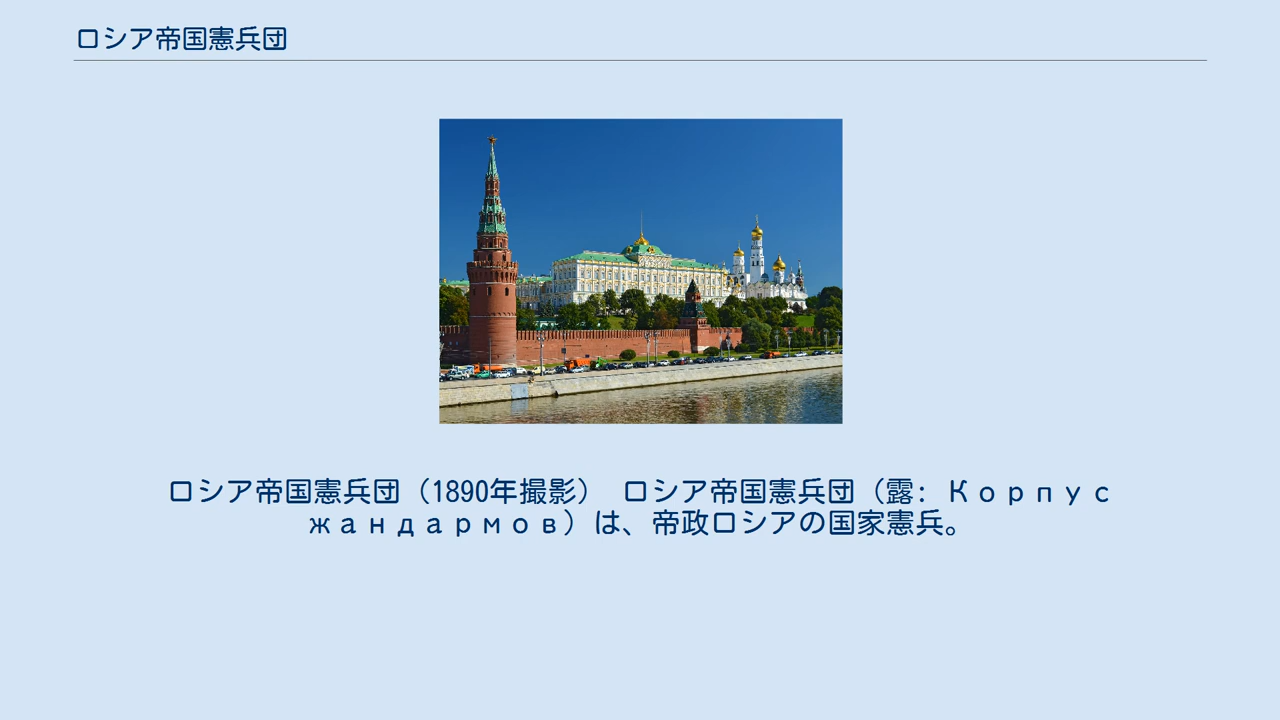 ロシア帝国憲兵団
ロシア帝国憲兵団（1890年撮影） ロシア帝国憲兵団（露: Корпус
жандармов）は、帝政ロシアの国家憲兵。